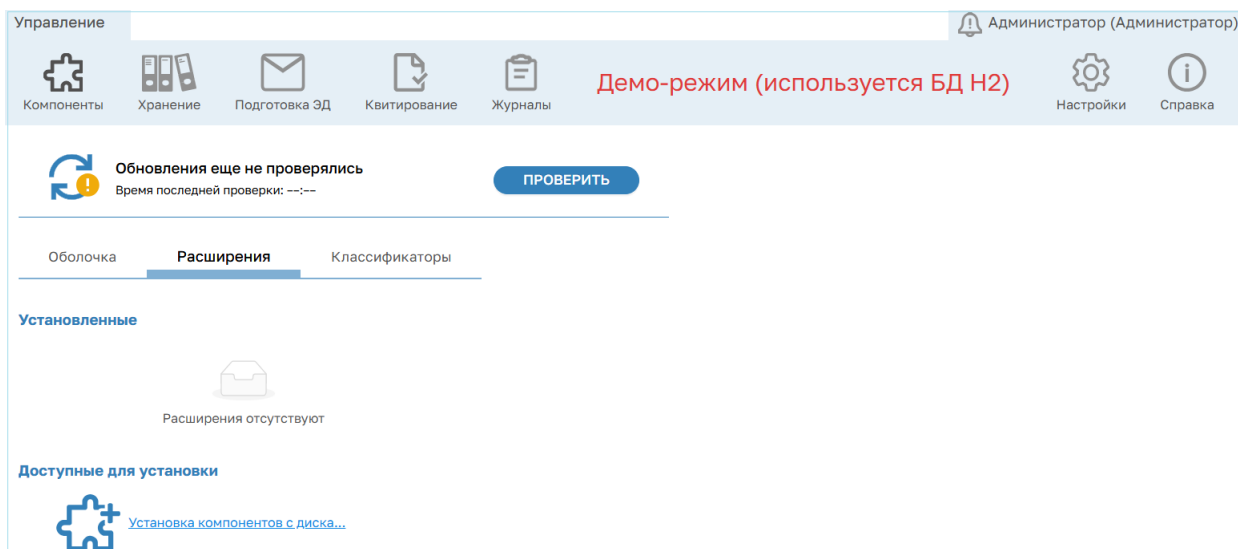 Управление
Администратор (Администратор)
Компоненты
Хранение
Подготовка ЭД
Квитирование
Журналы
Демо-режим (используется БД H2)
Настройки
Справка
Обновления еще не проверялись
Время последней проверки: --:--
ПРОВЕРИТЬ
Оболочка
Расширения
Классификаторы
Установленные
Расширения отсутствуют
Доступные для установки
Установка компонентов с диска...